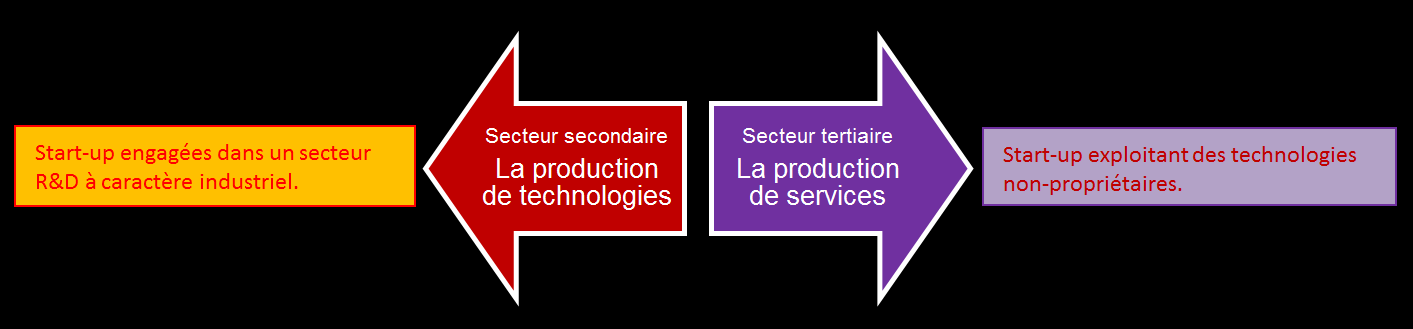 Start-up engagées dans un secteur
R&D à caractère industriel.
Secteur secondaire
La production
de technologies
Secteur tertiaire
La production
de services
Start-up exploitant des technologies
non-propriétaires.